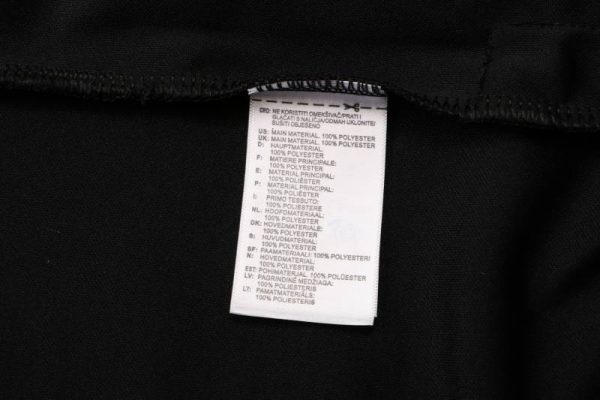 CRO: NE KORISTITI OMEKŠIVAČ/PRATI I
GLAČATI S NALIČJA/ODMAH UKLONITE/
SUŠITI OBJEŠENO
US: MAIN MATERIAL. 100% POLYESTER
UK: MAIN MATERIAL. 100% POLYESTER
D: HAUPTMATERIAL:
100% POLYESTER
F: MATIERE PRINCIPALE:
100% POLYESTER
E: MATERIAL PRINCIPAL:
100% POLIÉSTER
P: MATERIAL PRINCIPAL:
100% POLIÉSTER
I: PRIMO TESSUTO:
100% POLIESTERE
NL: HOOFDMATERIAAL:
100% POLYESTER
DK: HOVEDMATERIALE:
100% POLYESTER
S: HUVUDMATERIAL:
100% POLYESTER
SF: PÄÄMATERIAALI: 100% POLYESTERI
N: HOVEDMATERIAL:
100% POLYESTER
EST: POHIMATERJAL. 100% POLÜESTER
LV: PAGRINDINĖ MEDŽIAGA:
100% POLIESTERIS
LT: PAMATMATERIĀLS:
100% POLIESTERIS